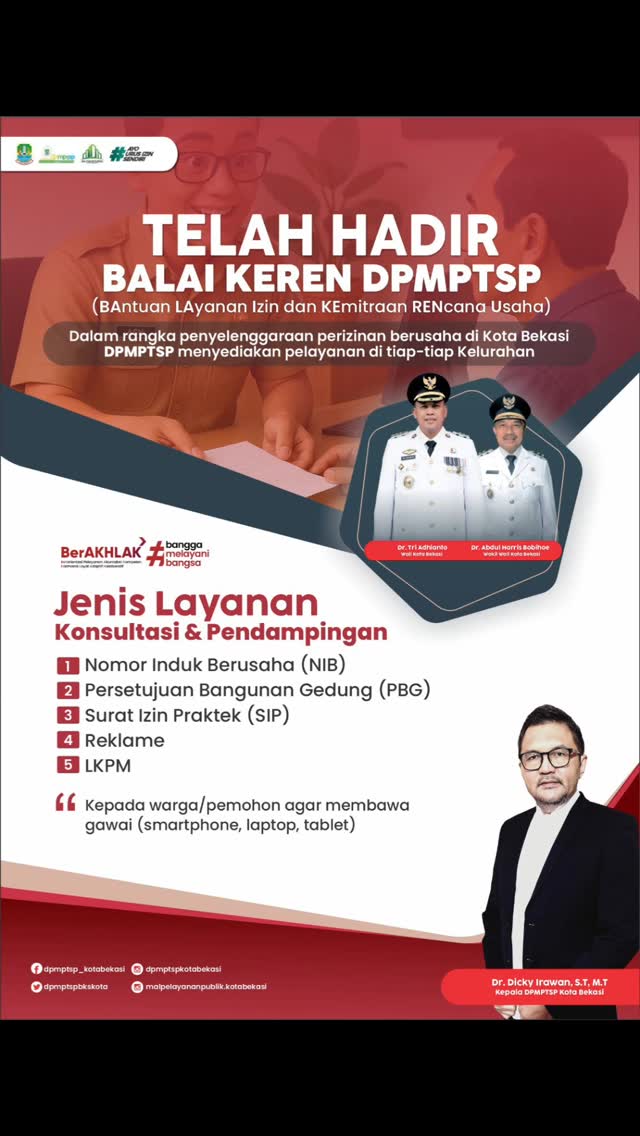 # AYO URUS IZIN SENDIRI
TELAH HADIR
BALAI KEREN DPMPTSP
(BAntuan LAyanan Izin dan KEmitraan RENcana Usaha)
Dalam rangka penyelenggaraan perizinan berusaha di Kota Bekasi
DPMPTSP menyediakan pelayanan di tiap-tiap Kelurahan
Dr. Tri Adhianto
Wali Kota Bekasi
Dr. Abdul Harris Bobihoe
Wakil Wali Kota Bekasi
BerAKHLAK
#bangga
melayani
bangsa
Jenis Layanan
Konsultasi & Pendampingan
1 Nomor Induk Berusaha (NIB)
2 Persetujuan Bangunan Gedung (PBG)
3 Surat Izin Praktek (SIP)
4 Reklame
5 LKPM
“ Kepada warga/pemohon agar membawa
gawai (smartphone, laptop, tablet)
dpmptsp_kotabekasi
dpmptspkotabekasi
dpmptspbkskota
malpelayananpublik.kotabekasi
Dr. Dicky Irawan, S.T, M.T
Kepala DPMPTSP Kota Bekasi